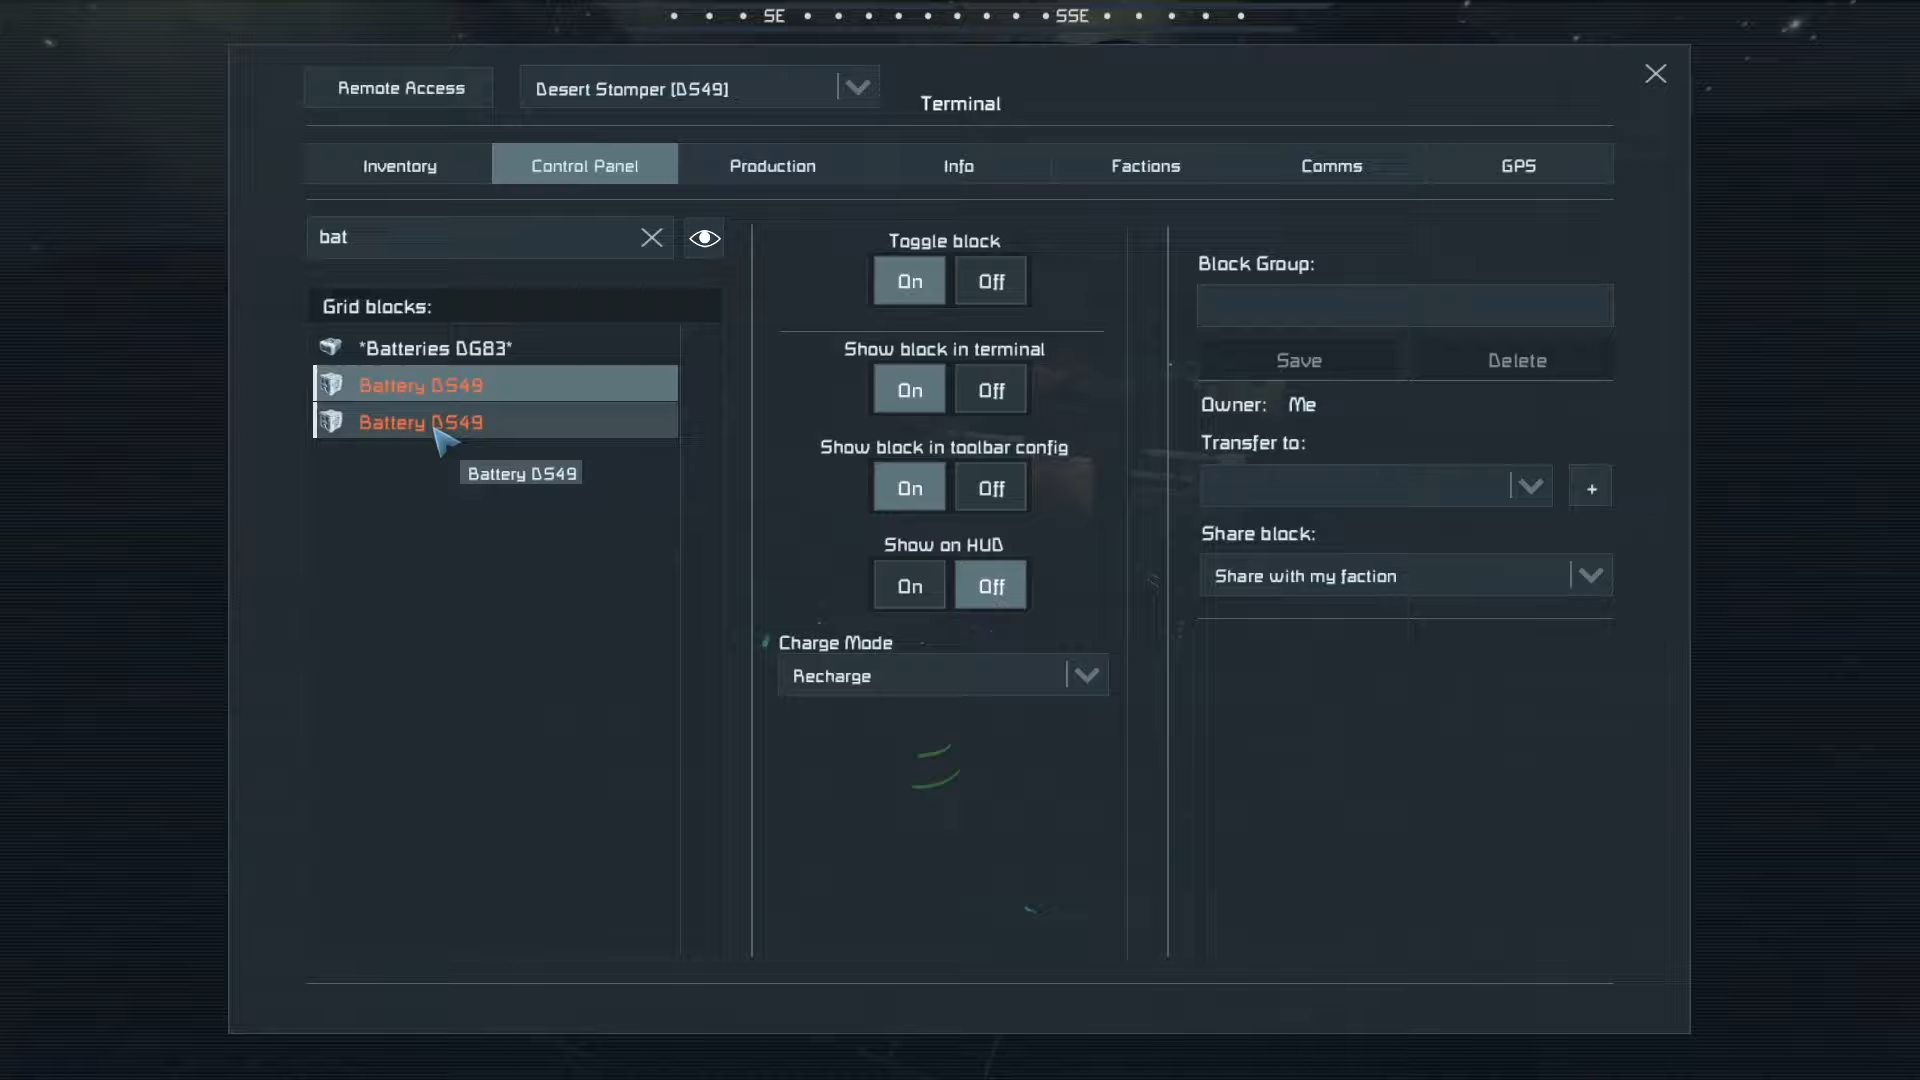 SE
SSE
Remote Access
Desert Stomper [DS49]
Terminal
Inventory
Control Panel
Production
Info
Factions
Comms
GPS
bat
Grid blocks:
*Batteries DG83*
Battery DS49
Battery DS49
Battery DS49
Toggle block
On
Off
Show block in terminal
On
Off
Show block in toolbar config
On
Off
Show on HUD
On
Off
Charge Mode
Recharge
Block Group:
Save
Delete
Owner: Me
Transfer to:
+
Share block:
Share with my faction